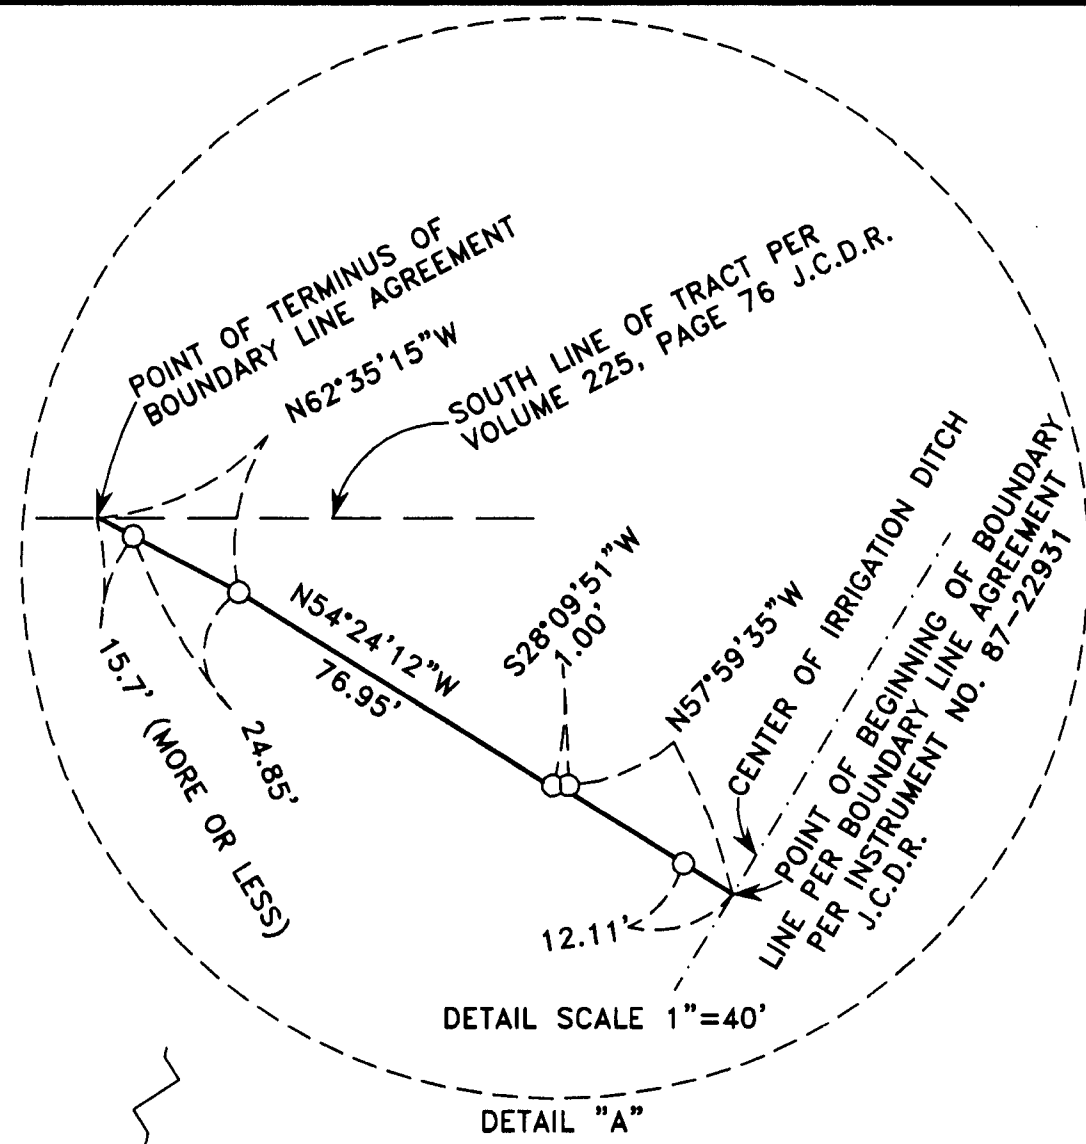 POINT OF TERMINUS OF
BOUNDARY LINE AGREEMENT
N62°35'15"W
SOUTH LINE OF TRACT PER
VOLUME 225, PAGE 76 J.C.D.R.
N54°24'12"W
76.95'
S28°09'51"W
1.00'
N57°59'35"W
CENTER OF IRRIGATION DITCH
POINT OF BEGINNING OF BOUNDARY
LINE PER BOUNDARY LINE AGREEMENT
PER INSTRUMENT NO. 87-22931
J.C.D.R.
15.7' (MORE OR LESS)
24.85'
12.11'
DETAIL SCALE 1"=40'
DETAIL "A"